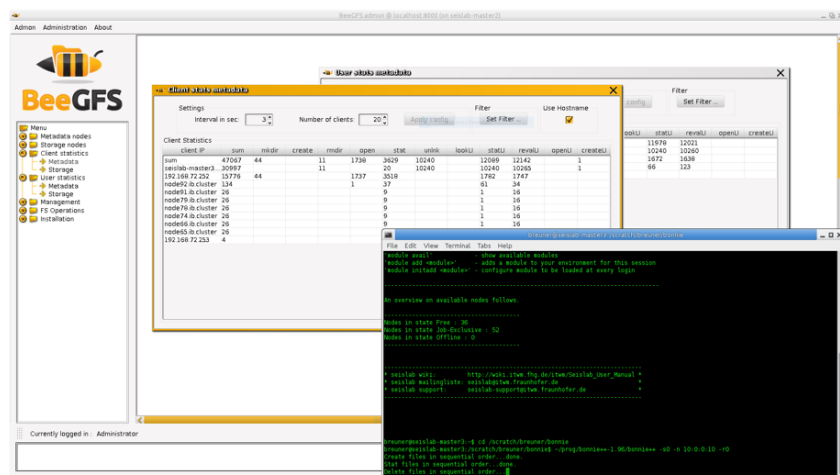 BeeGFS admon @ localhost:8000 (on seislab-master2)
Admon Administration About
BeeGFS
Menu
Metadata nodes
Storage nodes
Client statistics
Metadata
Storage
User statistics
Metadata
Storage
Management
FS Operations
Installation
User stats metadata
Filter
config
Set Filter ...
ookU statU revalU openU createU
11978 12021
10240 10260
1672 1638
66 123
Client stats metadata
Settings
Interval in sec: 3
Number of clients: 20
Apply config
Filter
Set Filter ...
Use Hostname
Client Statistics
client IP sum mkdir create rmdir open stat unlnk lookU statU revalU openU createU
sum 47067 44 11 1738 3629 10240 12089 12142 1
seislab-master3... 30997 11 20 10240 10240 10265 1
192.168.72.252 15776 44 1737 3518 1782 1747
node92.ib.cluster 134 1 37 61 34
node91.ib.cluster 26 9 1 16
node79.ib.cluster 26 9 1 16
node78.ib.cluster 26 9 1 16
node74.ib.cluster 26 9 1 16
node66.ib.cluster 26 9 1 16
node65.ib.cluster 26 9 1 16
192.168.72.253 4
breuner@seislab-master3:/scratch/breuner/bonnie
File Edit View Terminal Tabs Help
'module avail' - show available modules
'module add <module>' - adds a module to your environment for this session
'module initadd <module>' - configure module to be loaded at every login
An overview on available nodes follows.
Nodes in state Free : 36
Nodes in state Job-Exclusive : 52
Nodes in state Offline : 0
* seislab wiki: http://wiki.itwm.fhg.de/itwm/Seislab_User_Manual *
* seislab mailingliste: seislab@itwm.fraunhofer.de *
* seislab support: seislab-support@itwm.fraunhofer.de *
breuner@seislab-master3:~$ cd /scratch/breuner/bonnie
breuner@seislab-master3:/scratch/breuner/bonnie$ ~/prog/bonnie++-1.96/bonnie++ -s0 -n 10:0:0:10 -r0
Create files in sequential order...done.
Stat files in sequential order...done.
Delete files in sequential order...
Currently logged in : Administrator